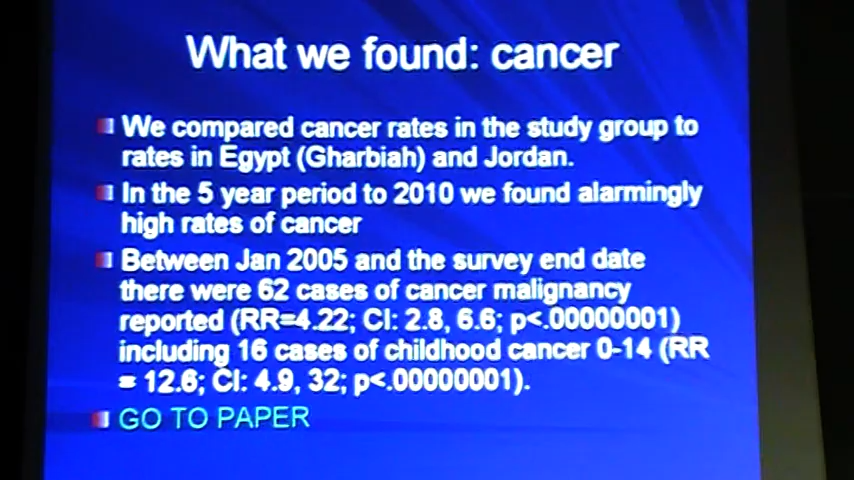 What we found: cancer
We compared cancer rates in the study group to
rates in Egypt (Gharbiah) and Jordan.
In the 5 year period to 2010 we found alarmingly
high rates of cancer
Between Jan 2005 and the survey end date
there were 62 cases of cancer malignancy
reported (RR=4.22; CI: 2.8, 6.6; p<.00000001)
including 16 cases of childhood cancer 0-14 (RR
= 12.6; CI: 4.9, 32; p<.00000001).
GO TO PAPER